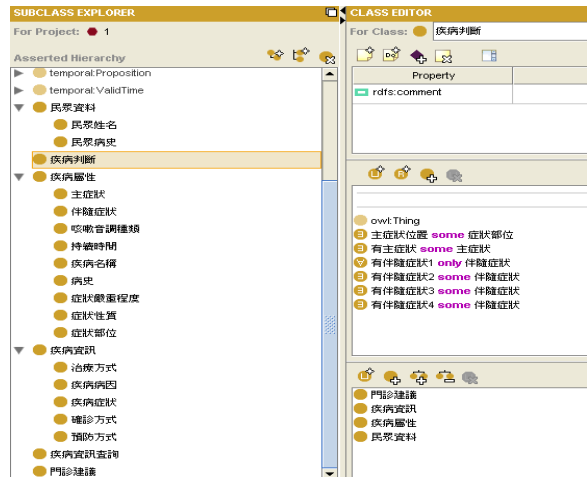 SUBCLASS EXPLORER
For Project: 1
Asserted Hierarchy
temporal:Proposition
temporal:ValidTime
民眾資料
民眾姓名
民眾病史
疾病判斷
疾病屬性
主症狀
伴隨症狀
咳嗽音調種類
持續時間
疾病名稱
病史
症狀嚴重程度
症狀性質
症狀部位
疾病資訊
治療方式
疾病病因
疾病症狀
確診方式
預防方式
疾病資訊查詢
門診建議
CLASS EDITOR
For Class: 疾病判斷
Property
rdfs:comment
owl:Thing
主症狀位置 some 症狀部位
有主症狀 some 主症狀
有伴隨症狀1 only 伴隨症狀
有伴隨症狀2 some 伴隨症狀
有伴隨症狀3 some 伴隨症狀
有伴隨症狀4 some 伴隨症狀
門診建議
疾病資訊
疾病屬性
民眾資料